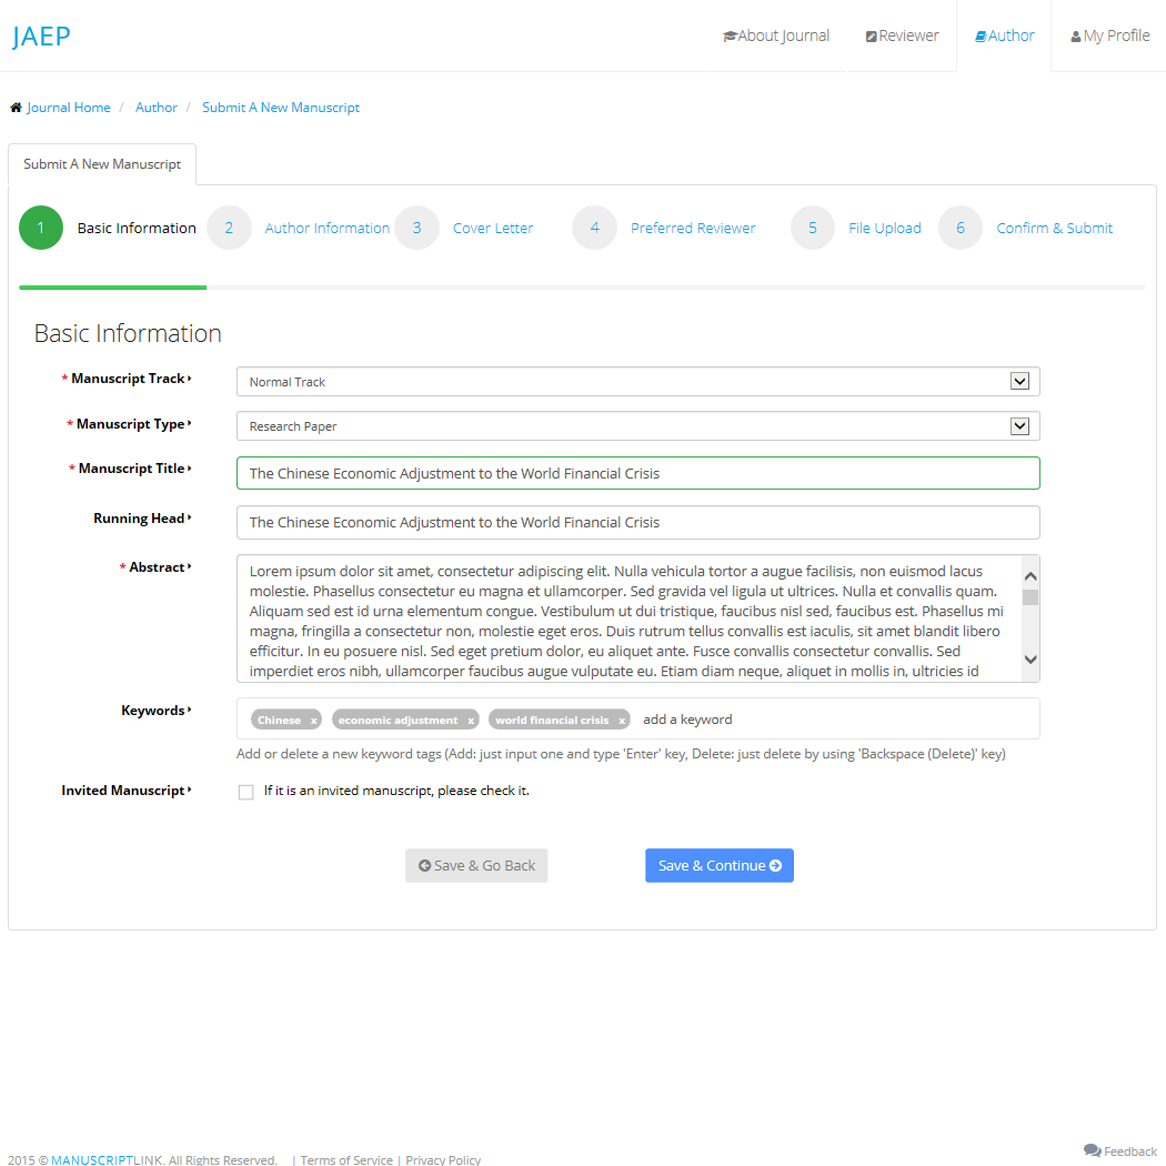 JAEP
About Journal
Reviewer
Author
My Profile
Journal Home / Author / Submit A New Manuscript
Submit A New Manuscript
1 Basic Information
2 Author Information
3 Cover Letter
4 Preferred Reviewer
5 File Upload
6 Confirm & Submit
Basic Information
* Manuscript Track
Normal Track
* Manuscript Type
Research Paper
* Manuscript Title
The Chinese Economic Adjustment to the World Financial Crisis
Running Head
The Chinese Economic Adjustment to the World Financial Crisis
* Abstract
Lorem ipsum dolor sit amet, consectetur adipiscing elit. Nulla vehicula tortor a augue facilisis, non euismod lacus
molestie. Phasellus consectetur eu magna et ullamcorper. Sed gravida vel ligula ut ultrices. Nulla et convallis quam.
Aliquam sed est id urna elementum congue. Vestibulum ut dui tristique, faucibus nisl sed, faucibus est. Phasellus mi
magna, fringilla a consectetur non, molestie eget eros. Duis rutrum tellus convallis est iaculis, sit amet blandit libero
efficitur. In eu posuere nisl. Sed eget pretium dolor, eu aliquet ante. Fusce convallis consectetur convallis. Sed
imperdiet eros nibh, ullamcorper faucibus augue vulputate eu. Etiam diam neque, aliquet in mollis in, ultricies id
Keywords
Chinese x economic adjustment x world financial crisis x add a keyword
Add or delete a new keyword tags (Add: just input one and type 'Enter' key, Delete: just delete by using 'Backspace (Delete)' key)
Invited Manuscript
If it is an invited manuscript, please check it.
Save & Go Back
Save & Continue
Feedback
2015 © MANUSCRIPTLINK. All Rights Reserved. | Terms of Service | Privacy Policy